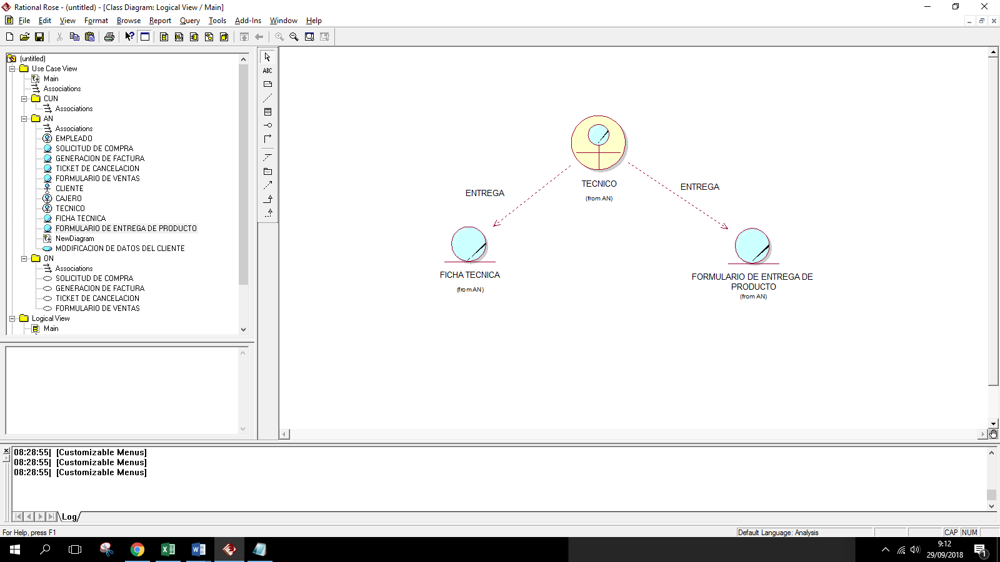 Rational Rose - (untitled) - [Class Diagram: Logical View / Main]
File Edit View Format Browse Report Query Tools Add-Ins Window Help
(untitled)
Use Case View
Main
Associations
CUN
Associations
AN
Associations
EMPLEADO
SOLICITUD DE COMPRA
GENERACION DE FACTURA
TICKET DE CANCELACION
FORMULARIO DE VENTAS
CLIENTE
CAJERO
TECNICO
FICHA TECNICA
FORMULARIO DE ENTREGA DE PRODUCTO
NewDiagram
MODIFICACION DE DATOS DEL CLIENTE
ON
Associations
SOLICITUD DE COMPRA
GENERACION DE FACTURA
TICKET DE CANCELACION
FORMULARIO DE VENTAS
Logical View
Main
ABC
TECNICO
(from AN)
ENTREGA
ENTREGA
FICHA TECNICA
(from AN)
FORMULARIO DE ENTREGA DE
PRODUCTO
(from AN)
08:28:55| [Customizable Menus]
08:28:55| [Customizable Menus]
08:28:55| [Customizable Menus]
Log
For Help, press F1
Default Language: Analysis
CAP NUM
9:12
29/09/2018
1